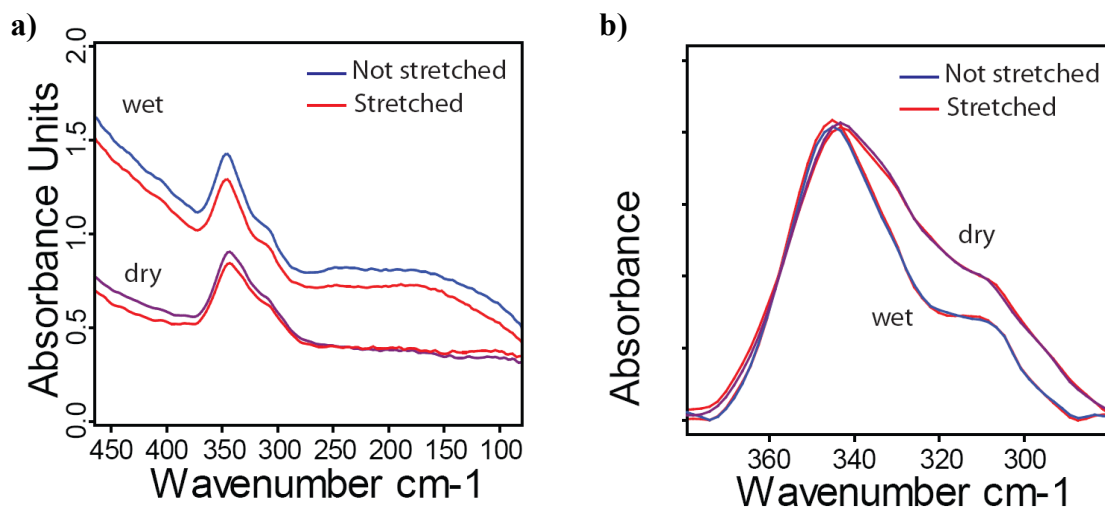 a)
Absorbance Units
2.0
1.5
1.0
0.5
0.0
Not stretched
Stretched
wet
dry
450 400 350 300 250 200 150 100
Wavenumber cm-1
b)
Absorbance
Not stretched
Stretched
dry
wet
360 340 320 300
Wavenumber cm-1